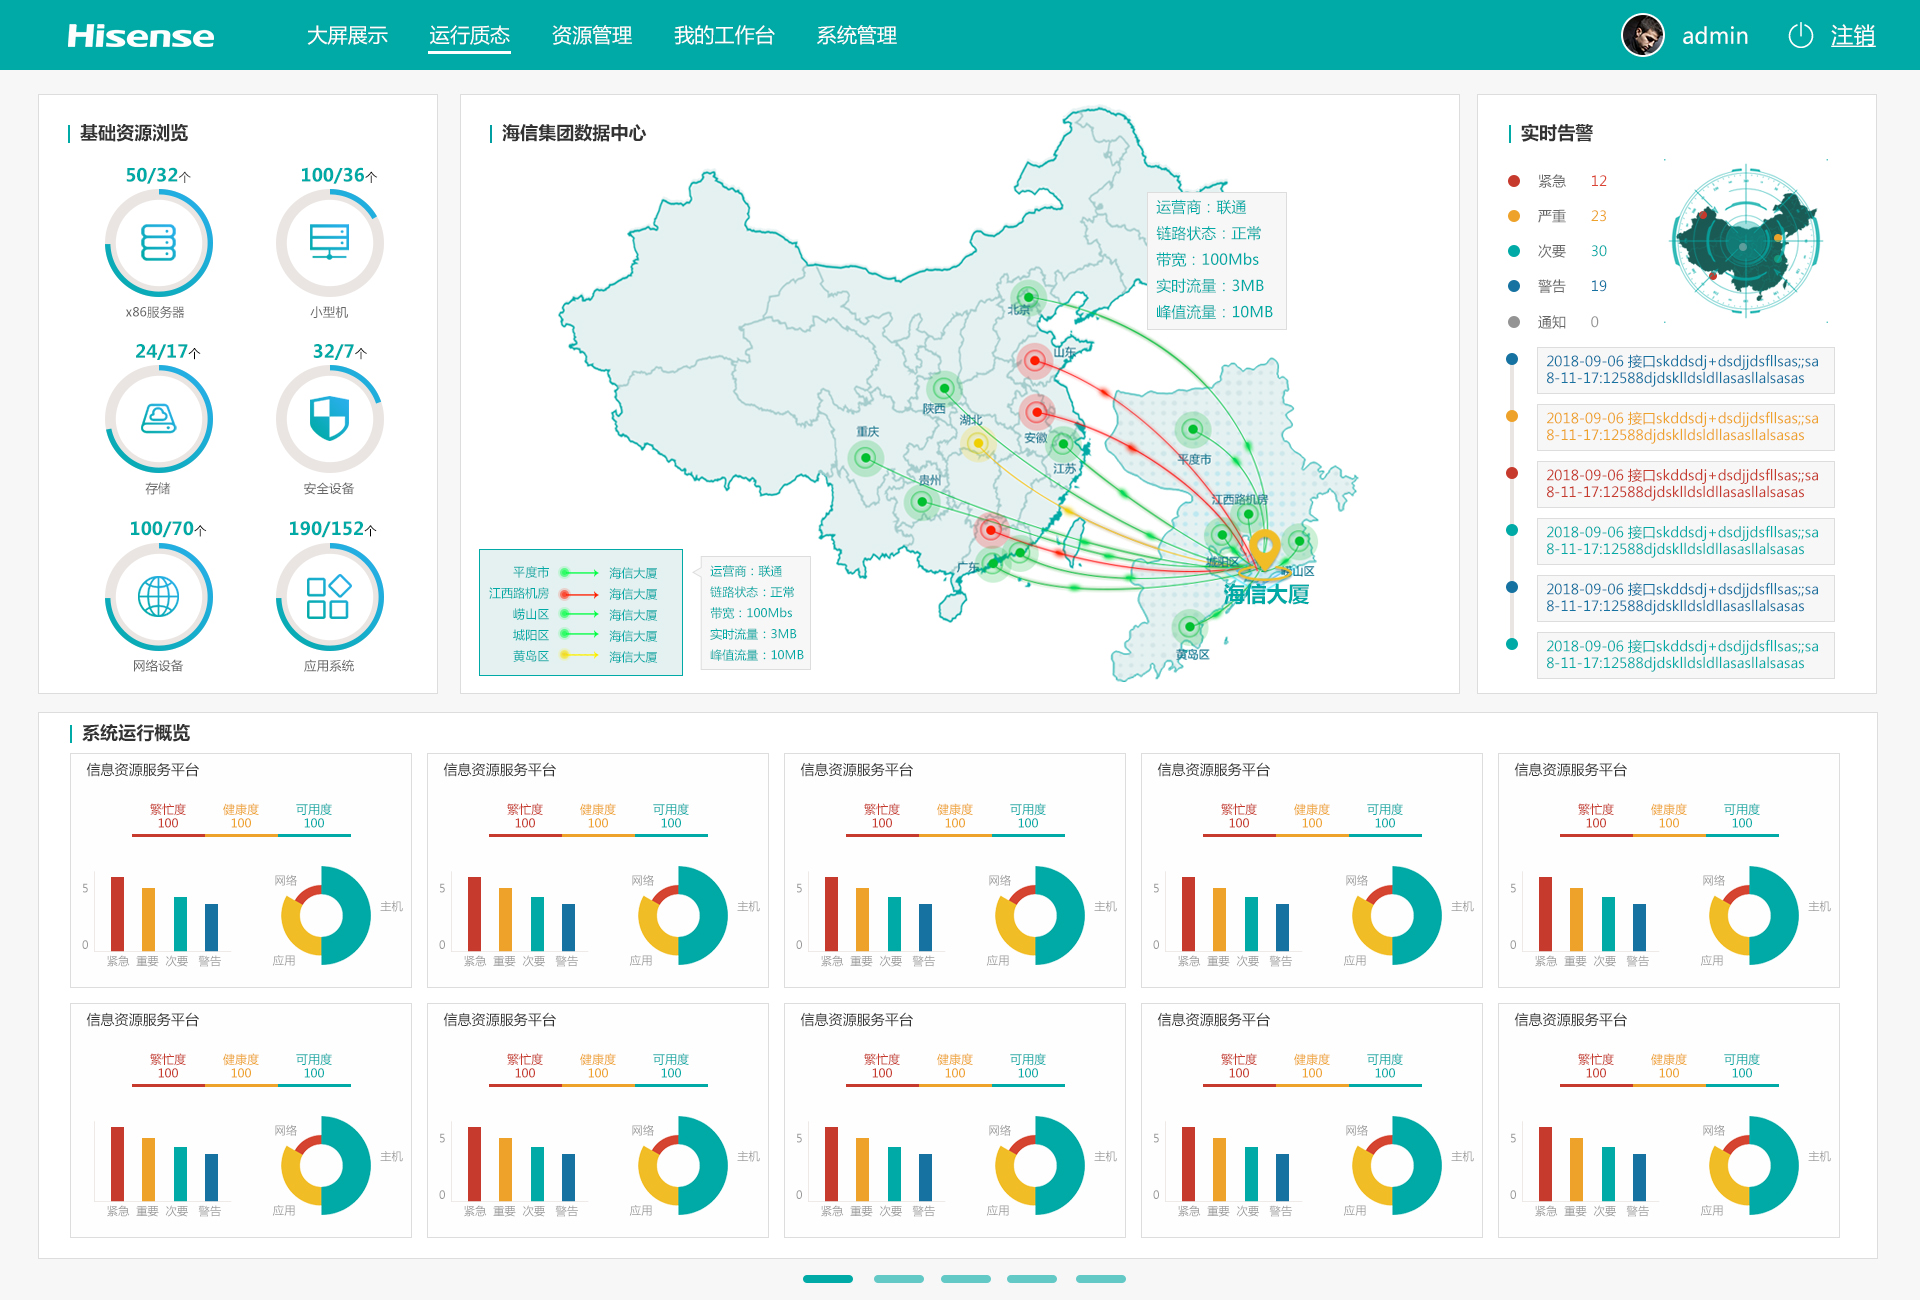 Hisense
大屏展示
运行质态
资源管理
我的工作台
系统管理
admin
注销
基础资源浏览
50/32个
100/36个
x86服务器
小型机
24/17个
32/7个
存储
安全设备
100/70个
190/152个
网络设备
应用系统
海信集团数据中心
运营商：联通
链路状态：正常
带宽：100Mbs
实时流量：3MB
峰值流量：10MB
北京
山东
陕西
湖北
安徽
重庆
江苏
贵州
广东
平度市
江西路机房
城阳区
崂山区
海信大厦
黄岛区
平度市 海信大厦
江西路机房 海信大厦
崂山区 海信大厦
城阳区 海信大厦
黄岛区 海信大厦
运营商：联通
链路状态：正常
带宽：100Mbs
实时流量：3MB
峰值流量：10MB
实时告警
紧急 12
严重 23
次要 30
警告 19
通知 0
2018-09-06 接口skddsdj+dsdjjdsfllsas;;sa
8-11-17:12588djdsklldsldllasasllalsasas
2018-09-06 接口skddsdj+dsdjjdsfllsas;;sa
8-11-17:12588djdsklldsldllasasllalsasas
2018-09-06 接口skddsdj+dsdjjdsfllsas;;sa
8-11-17:12588djdsklldsldllasasllalsasas
2018-09-06 接口skddsdj+dsdjjdsfllsas;;sa
8-11-17:12588djdsklldsldllasasllalsasas
2018-09-06 接口skddsdj+dsdjjdsfllsas;;sa
8-11-17:12588djdsklldsldllasasllalsasas
2018-09-06 接口skddsdj+dsdjjdsfllsas;;sa
8-11-17:12588djdsklldsldllasasllalsasas
系统运行概览
信息资源服务平台
繁忙度 健康度 可用度
100 100 100
5
0
紧急 重要 次要 警告
网络
主机
应用
信息资源服务平台
繁忙度 健康度 可用度
100 100 100
5
0
紧急 重要 次要 警告
网络
主机
应用
信息资源服务平台
繁忙度 健康度 可用度
100 100 100
5
0
紧急 重要 次要 警告
网络
主机
应用
信息资源服务平台
繁忙度 健康度 可用度
100 100 100
5
0
紧急 重要 次要 警告
网络
主机
应用
信息资源服务平台
繁忙度 健康度 可用度
100 100 100
5
0
紧急 重要 次要 警告
网络
主机
应用
信息资源服务平台
繁忙度 健康度 可用度
100 100 100
紧急 重要 次要 警告
网络
主机
应用
信息资源服务平台
繁忙度 健康度 可用度
100 100 100
5
0
紧急 重要 次要 警告
网络
主机
应用
信息资源服务平台
繁忙度 健康度 可用度
100 100 100
5
0
紧急 重要 次要 警告
网络
主机
应用
信息资源服务平台
繁忙度 健康度 可用度
100 100 100
5
0
紧急 重要 次要 警告
网络
主机
应用
信息资源服务平台
繁忙度 健康度 可用度
100 100 100
5
0
紧急 重要 次要 警告
网络
主机
应用